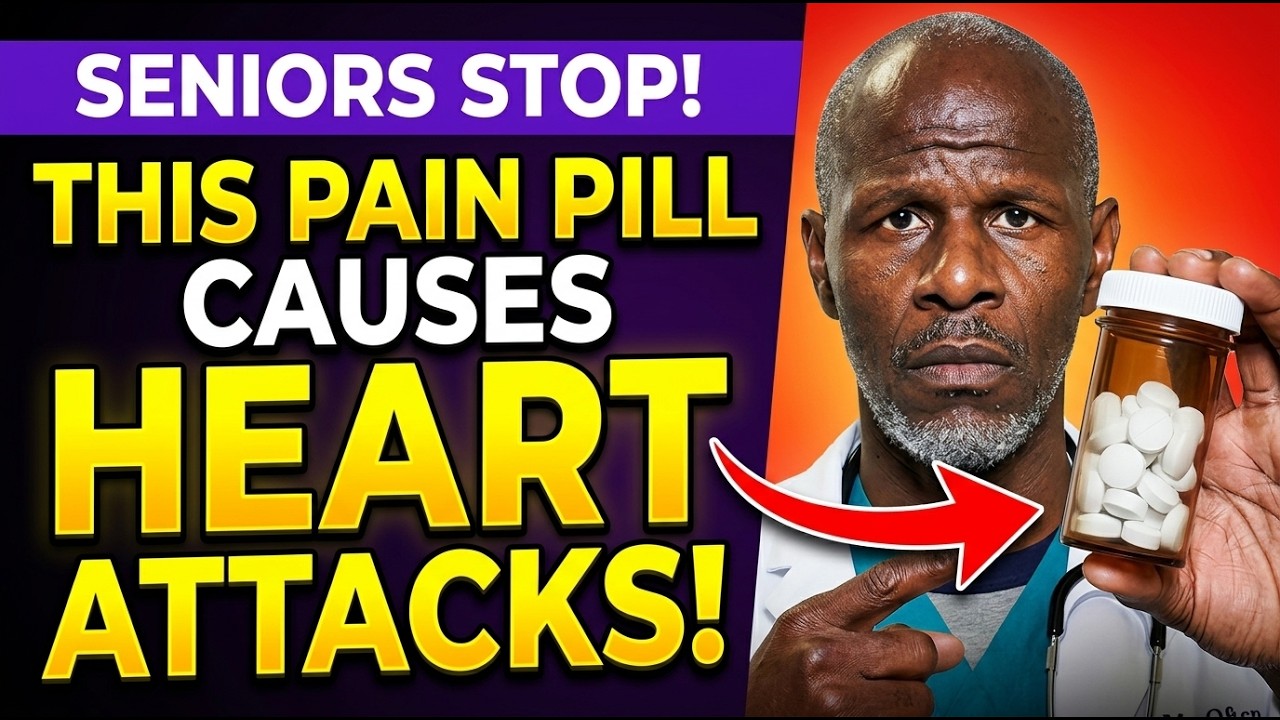 SENIORS STOP!
THIS PAIN PILL
CAUSES
HEART
ATTACKS!